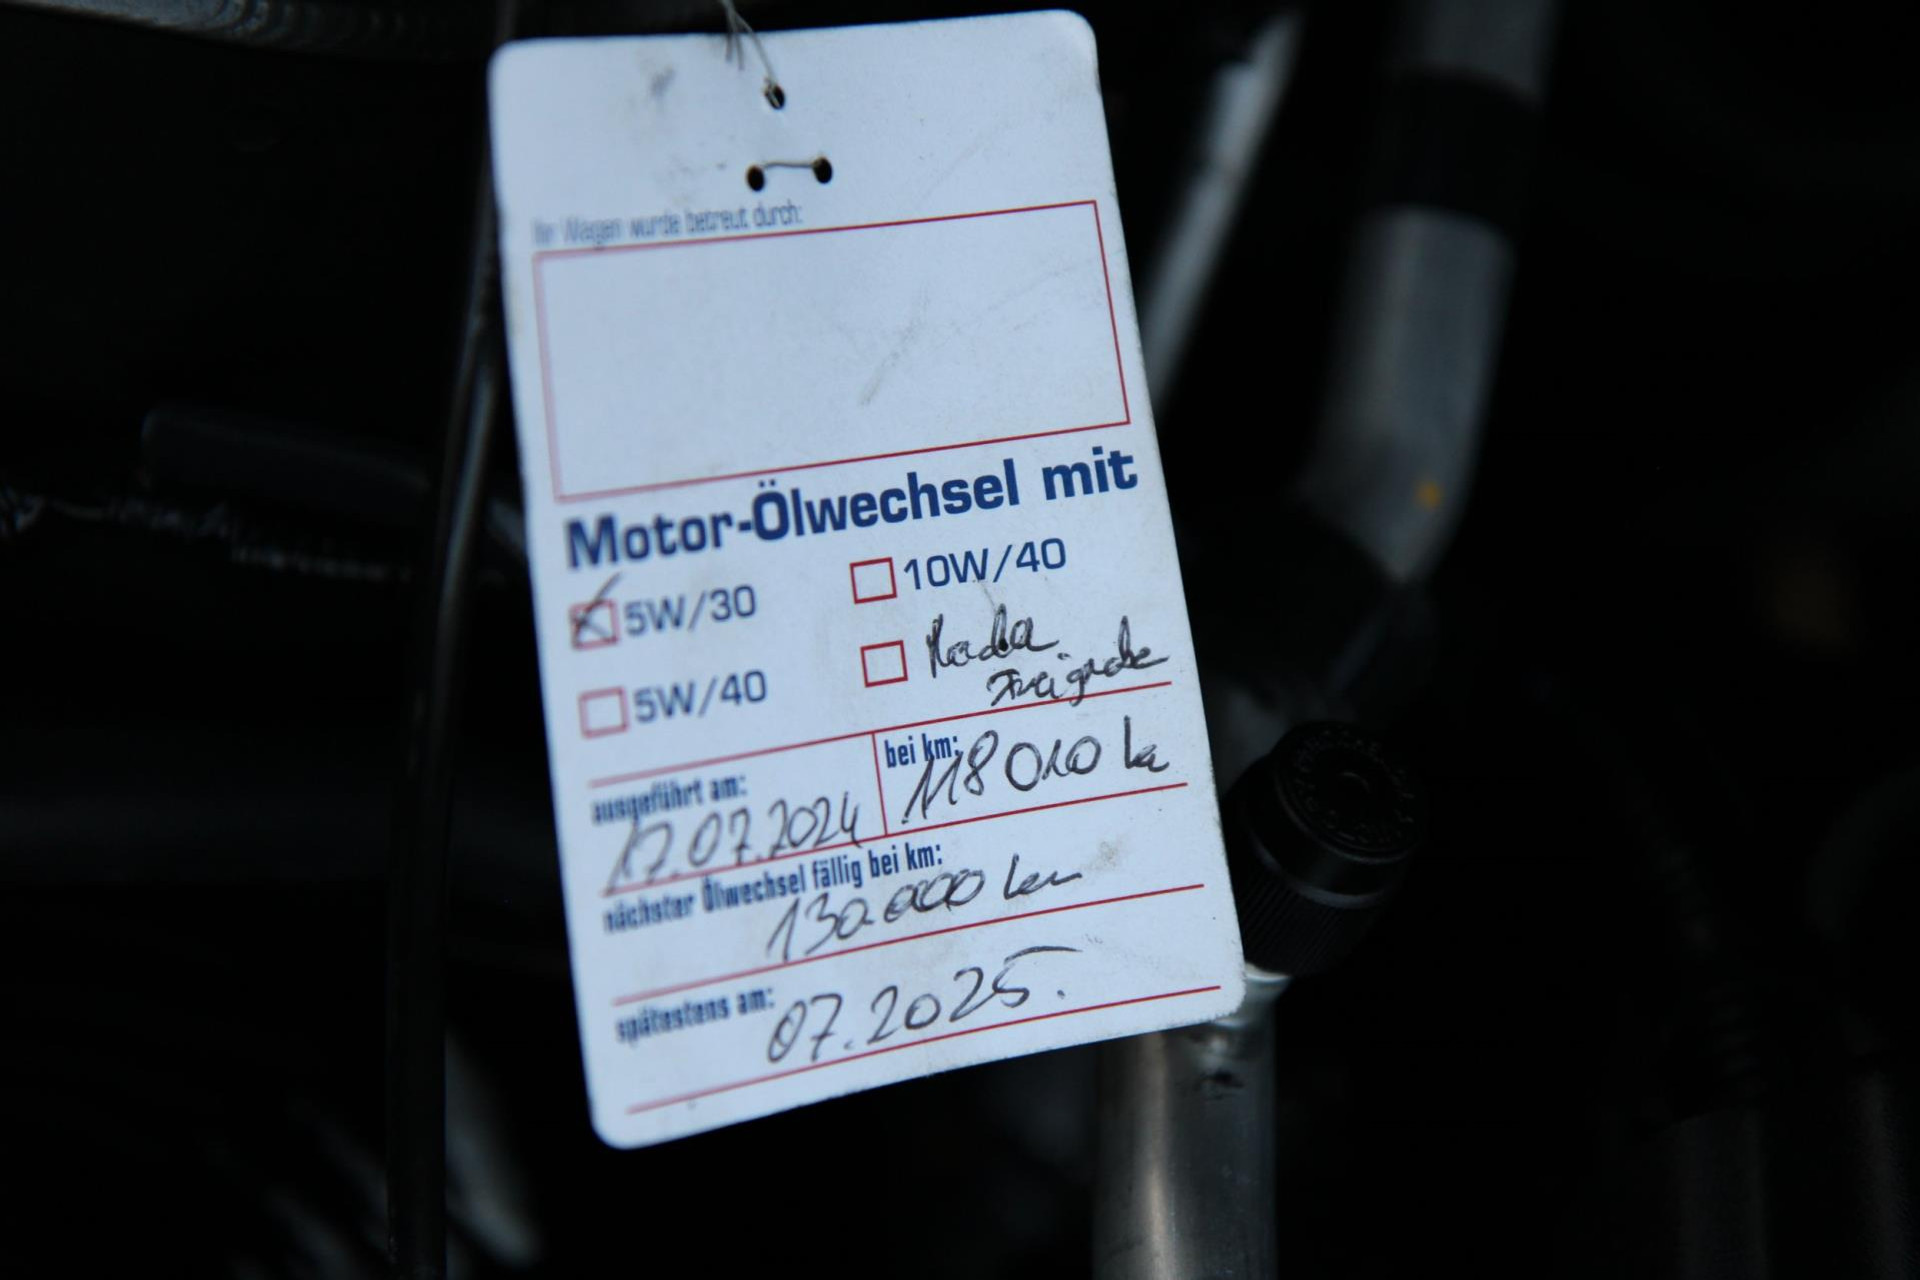 Ihr Wagen wurde betreut durch:
Motor-Ölwechsel mit
5W/30
10W/40
5W/40
Freigabe
ausgeführt am:
17.07.2024
bei km:
118 010 km
nächster Ölwechsel fällig bei km:
130.000 km
spätestens am:
07.2025.